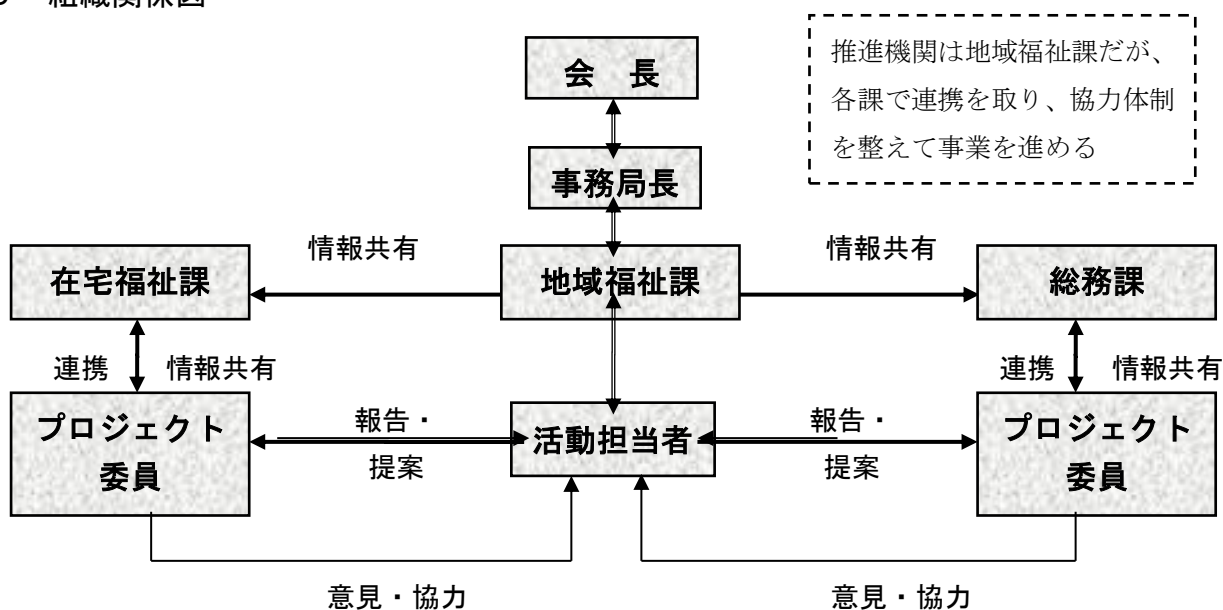 組織関係図
推進機関は地域福祉課だが、
各課で連携を取り、協力体制
を整えて事業を進める
会　長
事務局長
情報共有
情報共有
在宅福祉課
地域福祉課
総務課
連携
情報共有
連携
情報共有
プロジェクト
委員
報告・
提案
活動担当者
報告・
提案
プロジェクト
委員
意見・協力
意見・協力